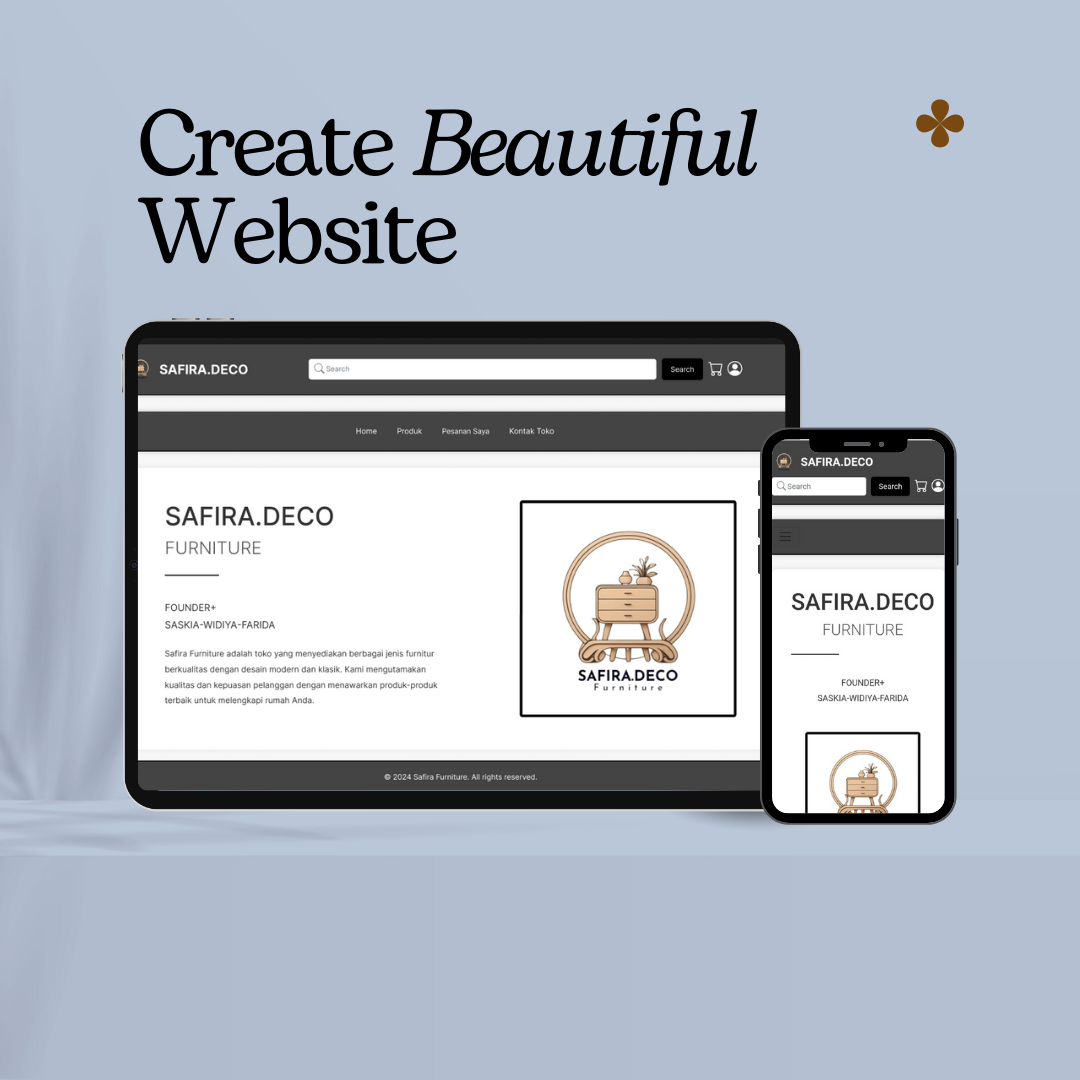 Create Beautiful
Website
SAFIRA.DECO
Search
Search
Home Produk Pesanan Saya Kontak Toko
SAFIRA.DECO
FURNITURE
FOUNDER+
SASKIA-WIDIYA-FARIDA
Safira Furniture adalah toko yang menyediakan berbagai jenis furnitur
berkualitas dengan desain modern dan klasik. Kami mengutamakan
kualitas dan kepuasan pelanggan dengan menawarkan produk-produk
terbaik untuk melengkapi rumah Anda.
SAFIRA.DECO
Furniture
© 2024 Safira Furniture. All rights reserved.
SAFIRA.DECO
Search
Search
SAFIRA.DECO
FURNITURE
FOUNDER+
SASKIA-WIDIYA-FARIDA